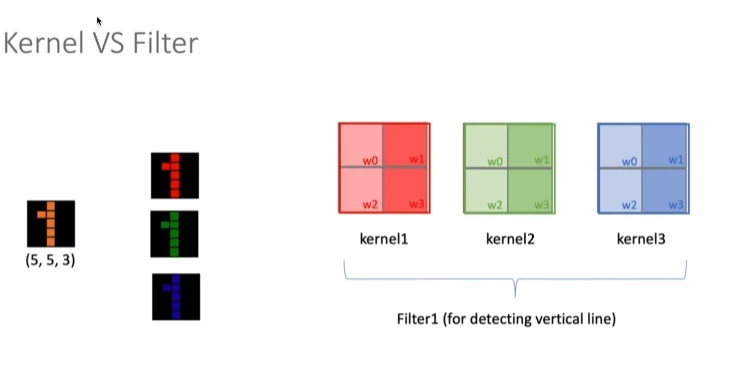 Kernel VS Filter
w0 w1 w0 w1 w0 w1
w2 w3 w2 w3 w2 w3
kernel1 kernel2 kernel3
(5, 5, 3)
Filter1 (for detecting vertical line)